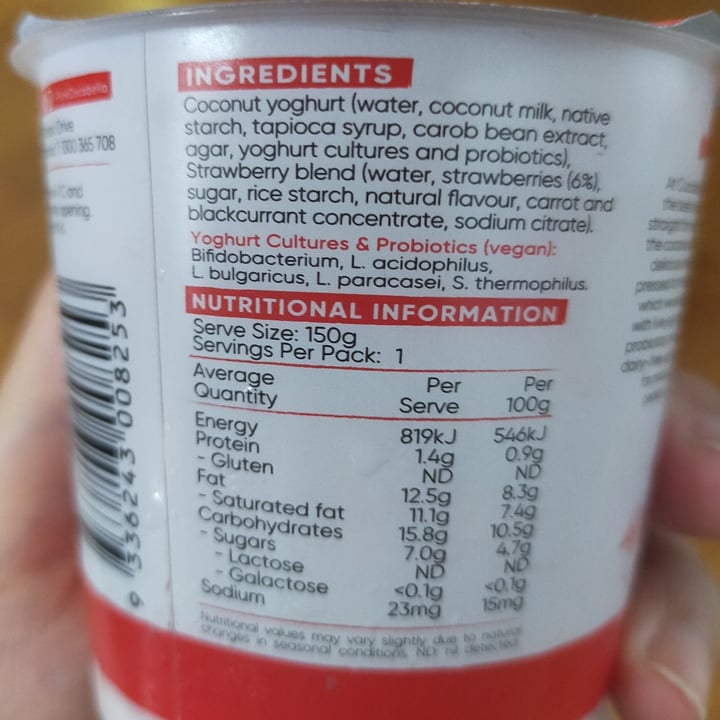 INGREDIENTS
Coconut yoghurt (water, coconut milk, native
starch, tapioca syrup, carob bean extract,
agar, yoghurt cultures and probiotics),
Strawberry blend (water, strawberries (6%),
sugar, rice starch, natural flavour, carrot and
blackcurrant concentrate, sodium citrate).
Yoghurt Cultures & Probiotics (vegan):
Bifidobacterium, L. acidophilus,
L. bulgaricus, L. paracasei, S. thermophilus.
NUTRITIONAL INFORMATION
Serve Size: 150g
Servings Per Pack: 1
Average Quantity Per Serve Per 100g
Energy 819kJ 546kJ
Protein 1.4g 0.9g
- Gluten ND ND
Fat 12.5g 8.3g
- Saturated fat 11.1g 7.4g
Carbohydrates 15.8g 10.5g
- Sugars 7.0g 4.7g
- Lactose ND ND
- Galactose <0.1g <0.1g
Sodium 23mg 15mg
Nutritional values may vary slightly due to natural
changes in seasonal conditions. ND: nil detected.
Drive
1300 365 708
and
opening.
9 336243 008253